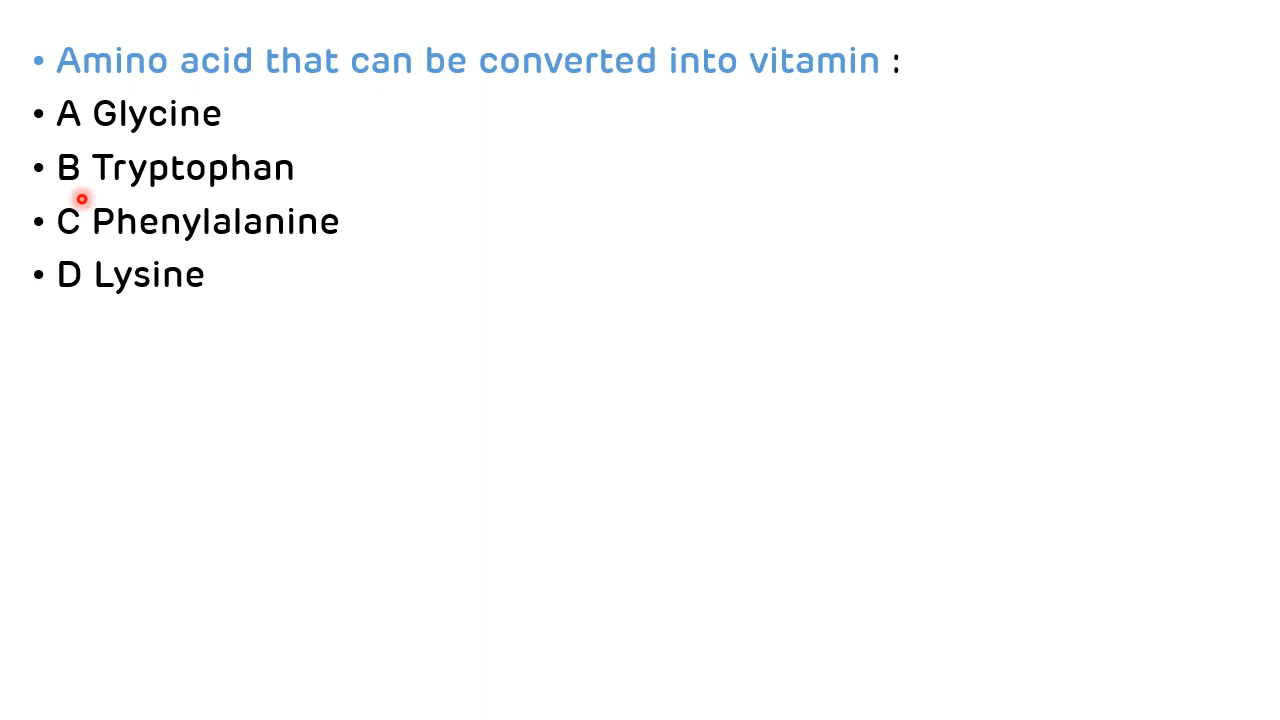 • Amino acid that can be converted into vitamin :
• A Glycine
• B Tryptophan
• C Phenylalanine
• D Lysine